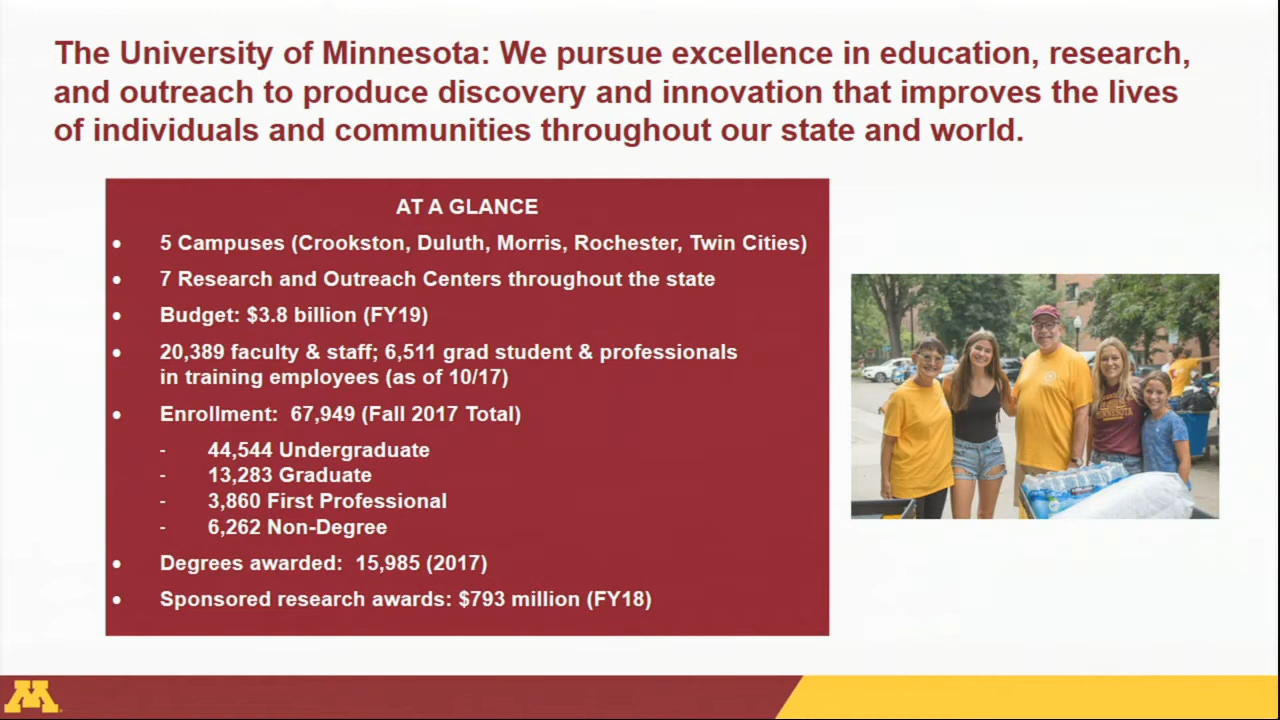 The University of Minnesota: We pursue excellence in education, research,
and outreach to produce discovery and innovation that improves the lives
of individuals and communities throughout our state and world.
AT A GLANCE
• 5 Campuses (Crookston, Duluth, Morris, Rochester, Twin Cities)
• 7 Research and Outreach Centers throughout the state
• Budget: $3.8 billion (FY19)
• 20,389 faculty & staff; 6,511 grad student & professionals
in training employees (as of 10/17)
• Enrollment: 67,949 (Fall 2017 Total)
- 44,544 Undergraduate
- 13,283 Graduate
- 3,860 First Professional
- 6,262 Non-Degree
• Degrees awarded: 15,985 (2017)
• Sponsored research awards: $793 million (FY18)
MINNESOTA
M